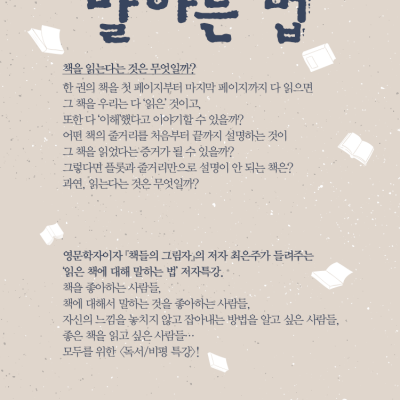 말하는 법
책을 읽는다는 것은 무엇일까?
한 권의 책을 첫 페이지부터 마지막 페이지까지 다 읽으면
그 책을 우리는 다 ‘읽은’ 것이고,
또한 다 ‘이해’했다고 이야기할 수 있을까?
어떤 책의 줄거리를 처음부터 끝까지 설명하는 것이
그 책을 읽었다는 증거가 될 수 있을까?
그렇다면 플롯과 줄거리만으로 설명이 안 되는 책은?
과연, 읽는다는 것은 무엇일까?
영문학자이자 『책들의 그림자』의 저자 최은주가 들려주는
‘읽은 책에 대해 말하는 법’ 저자특강.
책을 좋아하는 사람들,
책에 대해서 말하는 것을 좋아하는 사람들,
자신의 느낌을 놓치지 않고 잡아내는 방법을 알고 싶은 사람들,
좋은 책을 읽고 싶은 사람들…
모두를 위한 〈독서/비평 특강〉!